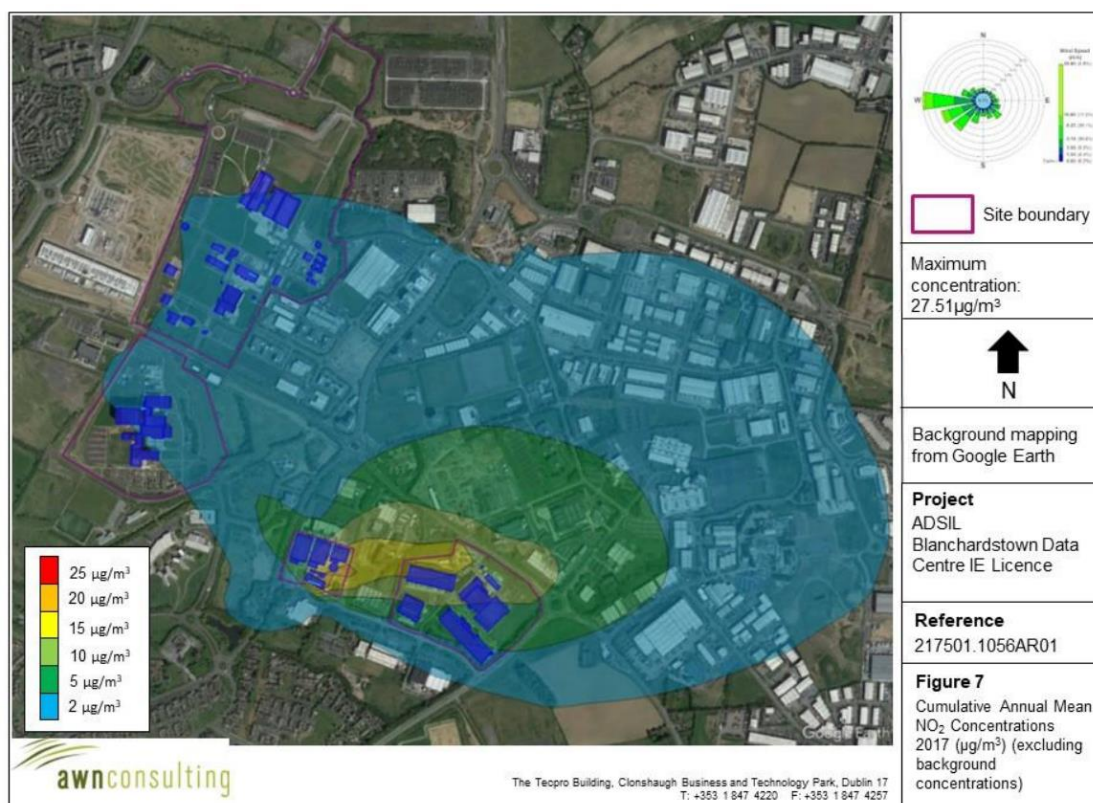 N
W
E
S
Site boundary
Maximum
concentration:
27.51µg/m³
N
Background mapping
from Google Earth
Project
ADSIL
Blanchardstown Data
Centre IE Licence
Reference
217501.1056AR01
Figure 7
Cumulative Annual Mean
NO₂ Concentrations
2017 (µg/m³) (excluding
background
concentrations)
25 µg/m³
20 µg/m³
15 µg/m³
10 µg/m³
5 µg/m³
2 µg/m³
Google Earth
awnconsulting
The Tecpro Building, Clonshaugh Business and Technology Park, Dublin 17
T: +353 1 847 4220 F: +353 1 847 4257